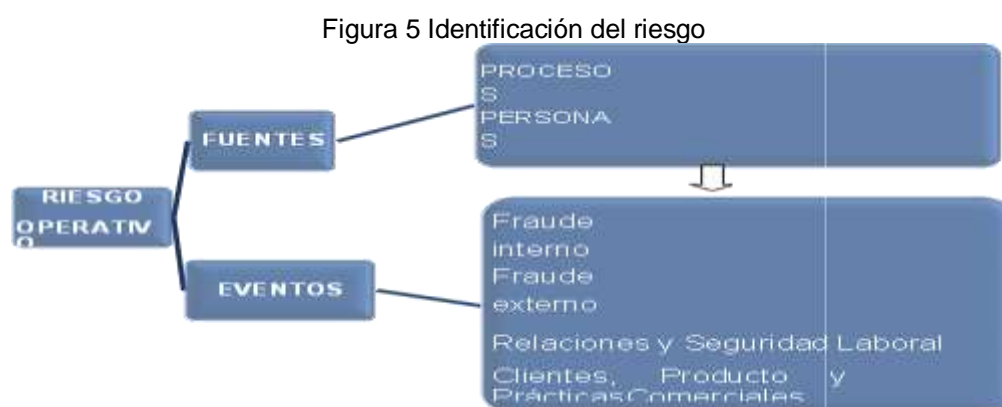 Figura 5 Identificación del riesgo
PROCESO
S
PERSONA
S
FUENTES
RIESGO
OPERATIV
O
EVENTOS
Fraude
interno
Fraude
externo
Relaciones y Seguridad Laboral
Clientes, Producto y
PrácticasComerciales